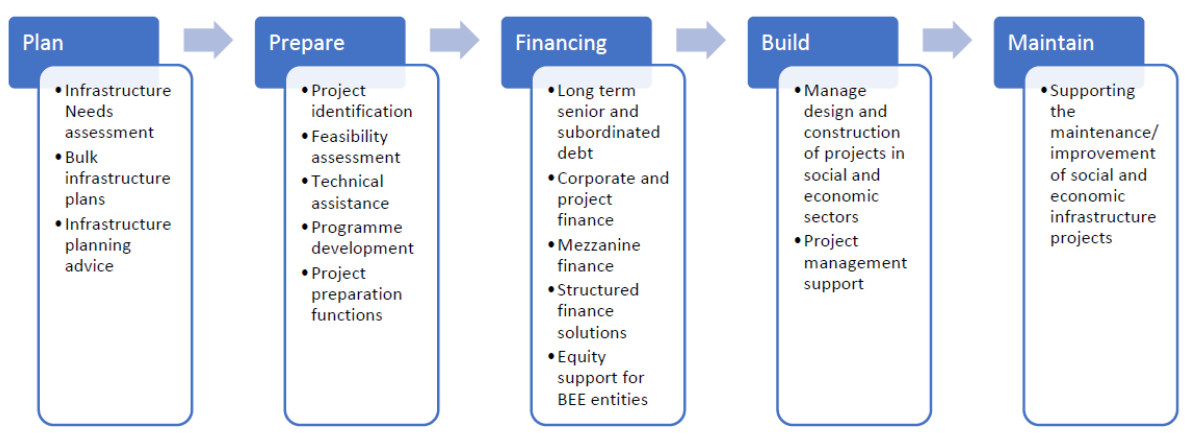 Plan
• Infrastructure
Needs
assessment
• Bulk
infrastructure
plans
• Infrastructure
planning
advice
Prepare
• Project
identification
• Feasibility
assessment
• Technical
assistance
• Programme
development
• Project
preparation
functions
Financing
• Long term
senior and
subordinated
debt
• Corporate and
project
finance
• Mezzanine
finance
• Structured
finance
solutions
• Equity
support for
BEE entities
Build
• Manage
design and
construction
of projects in
social and
economic
sectors
• Project
management
support
Maintain
• Supporting
the
maintenance/
improvement
of social and
economic
infrastructure
projects